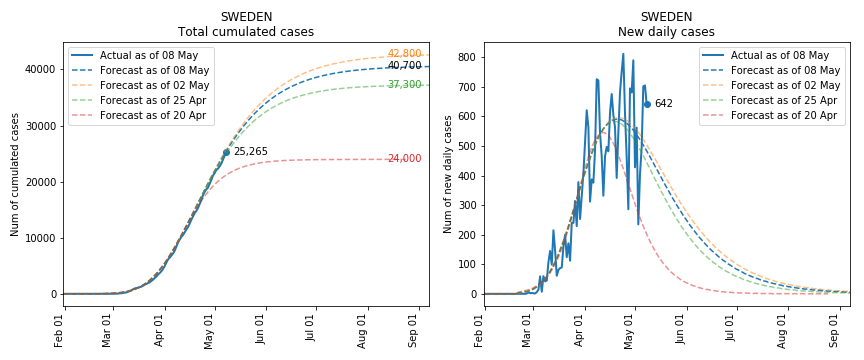 SWEDEN
Total cumulated cases
Actual as of 08 May
Forecast as of 08 May
Forecast as of 02 May
Forecast as of 25 Apr
Forecast as of 20 Apr
42,800
40,700
37,300
24,000
25,265
Num of cumulated cases
40000
30000
20000
10000
0
Feb 01
Mar 01
Apr 01
May 01
Jun 01
Jul 01
Aug 01
Sep 01
SWEDEN
New daily cases
Actual as of 08 May
Forecast as of 08 May
Forecast as of 02 May
Forecast as of 25 Apr
Forecast as of 20 Apr
642
Num of new daily cases
800
700
600
500
400
300
200
100
0
Feb 01
Mar 01
Apr 01
May 01
Jun 01
Jul 01
Aug 01
Sep 01